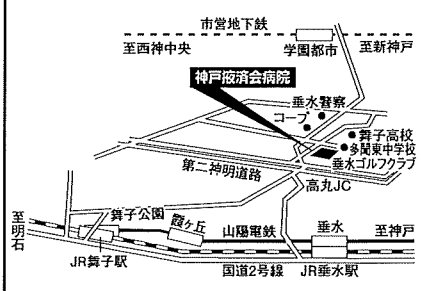 市営地下鉄
至西神中央
学園都市
至新神戸
神戸掖済会病院
垂水警察
コープ
舞子高校
多聞東中学校
垂水ゴルフクラブ
第二神明道路
高丸JC
至明石
舞子公園
霞ヶ丘
山陽電鉄
垂水
至神戸
JR舞子駅
国道2号線
JR垂水駅